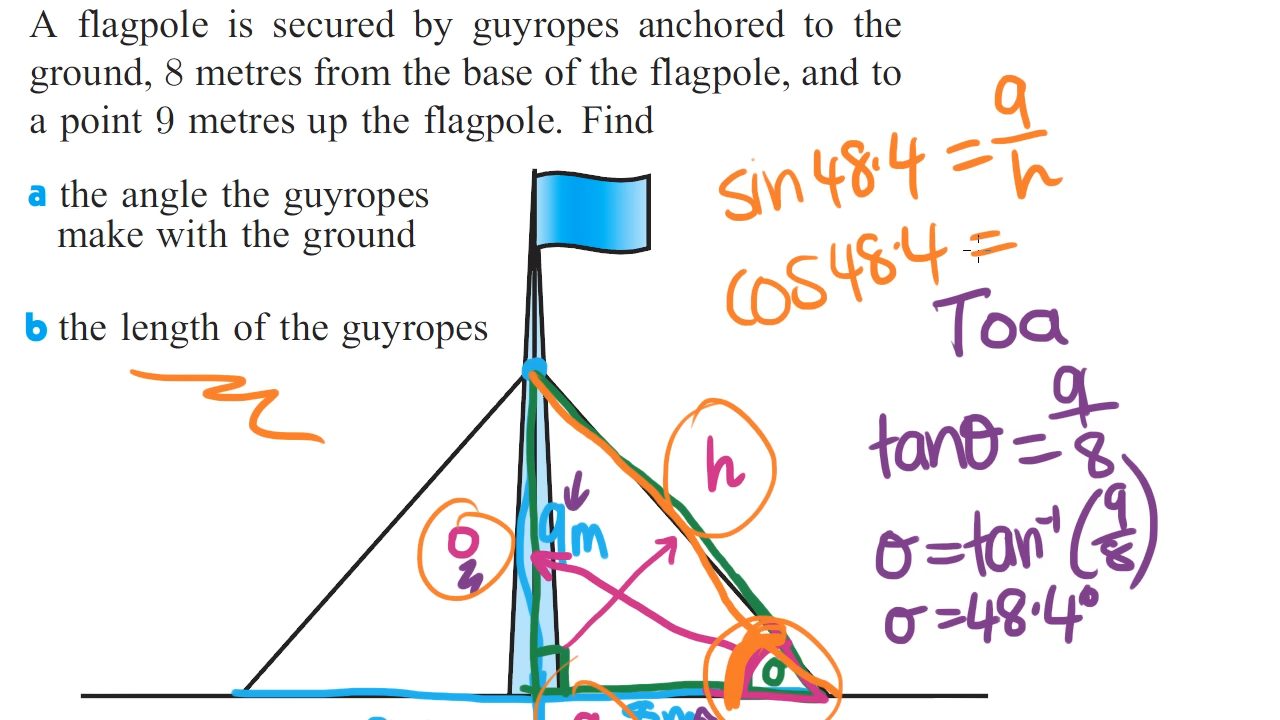 A flagpole is secured by guyropes anchored to the
ground, 8 metres from the base of the flagpole, and to
a point 9 metres up the flagpole. Find
a the angle the guyropes
make with the ground
b the length of the guyropes
sin 48.4 = 9/h
cos 48.4 =
Toa
tanθ = 9/8
θ = tan⁻¹(9/8)
θ = 48.4°
h
o
9m
θ